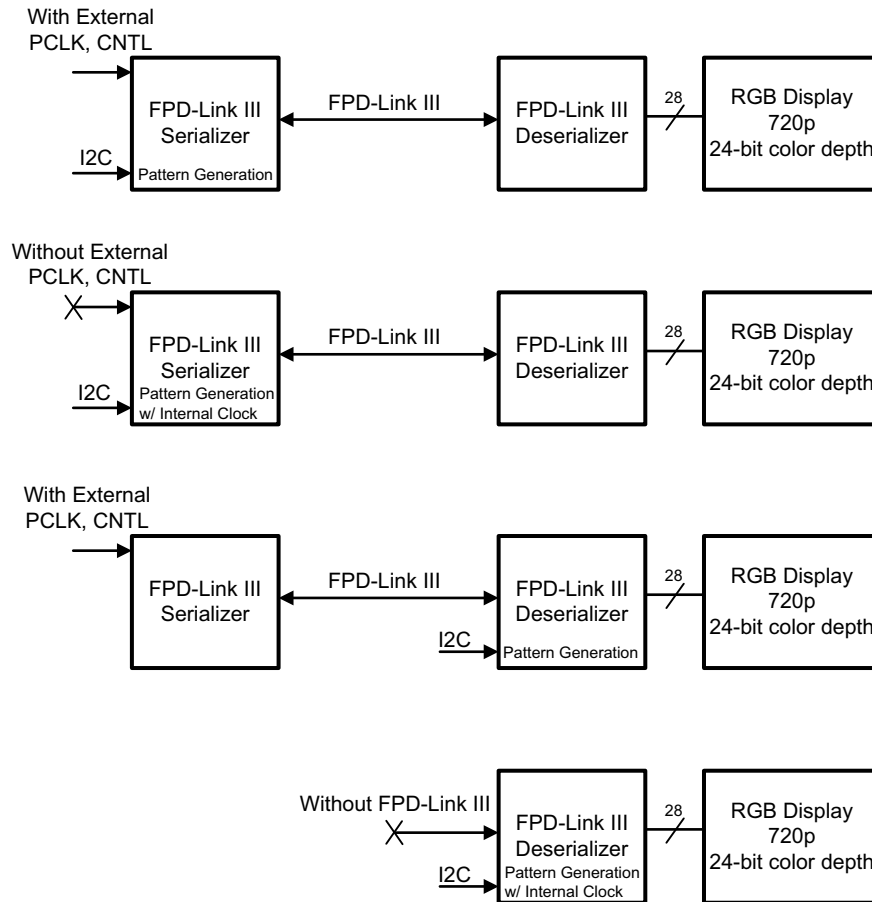 With External
PCLK, CNTL
FPD-Link III
Serializer
I2C
Pattern Generation
FPD-Link III
FPD-Link III
Deserializer
28
RGB Display
720p
24-bit color depth
Without External
PCLK, CNTL
FPD-Link III
Serializer
I2C
Pattern Generation
w/ Internal Clock
FPD-Link III
FPD-Link III
Deserializer
28
RGB Display
720p
24-bit color depth
With External
PCLK, CNTL
FPD-Link III
Serializer
FPD-Link III
FPD-Link III
Deserializer
I2C
Pattern Generation
28
RGB Display
720p
24-bit color depth
Without FPD-Link III
FPD-Link III
Deserializer
I2C
Pattern Generation
w/ Internal Clock
28
RGB Display
720p
24-bit color depth